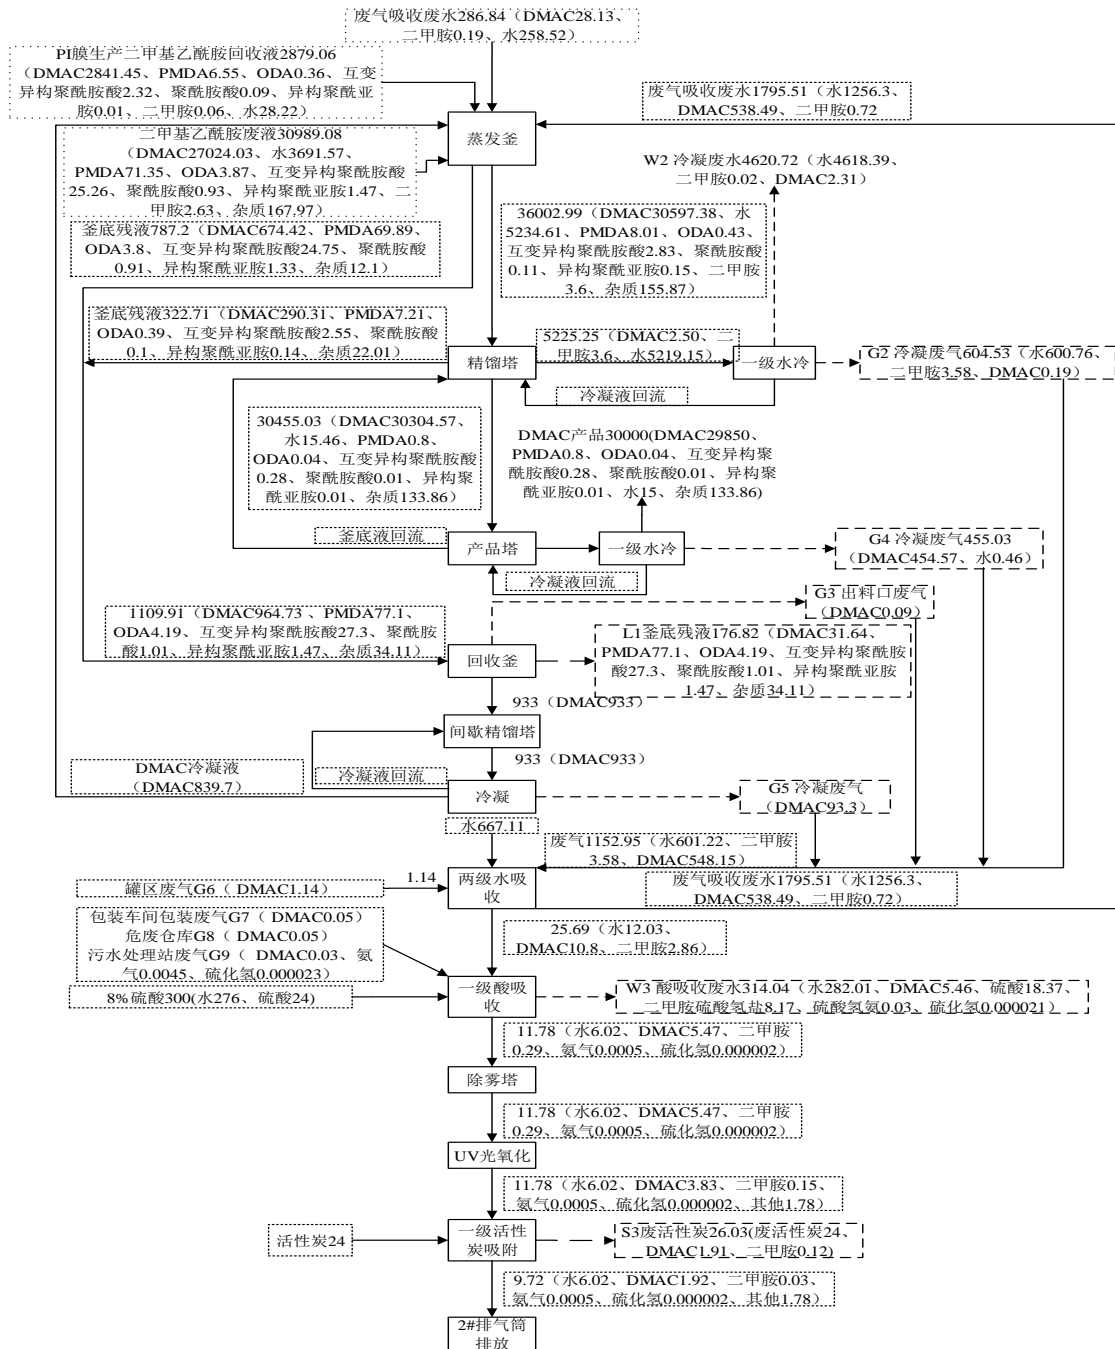 废气吸收废水286.84（DMAC28.13、
二甲胺0.19、水258.52）
PI膜生产二甲基乙酰胺回收液2879.06
（DMAC2841.45、PMDA6.55、ODA0.36、互变
异构聚酰胺酸2.32、聚酰胺酸0.09、异构聚酰亚
胺0.01、二甲胺0.06、水28.22）
废气吸收废水1795.51（水1256.3、
DMAC538.49、二甲胺0.72
蒸发釜
二甲基乙酰胺废液30989.08
（DMAC27024.03、水3691.57、
PMDA71.35、ODA3.87、互变异构聚酰胺酸
25.26、聚酰胺酸0.93、异构聚酰亚胺1.47、二
甲胺2.63、杂质167.97）
W2 冷凝废水4620.72（水4618.39、
二甲胺0.02、DMAC2.31）
36002.99（DMAC30597.38、水
5234.61、PMDA8.01、ODA0.43、
互变异构聚酰胺酸2.83、聚酰胺酸
0.11、异构聚酰亚胺0.15、二甲胺
3.6、杂质155.87）
釜底残液787.2（DMAC674.42、PMDA69.89、
ODA3.8、互变异构聚酰胺酸24.75、聚酰胺酸
0.91、异构聚酰亚胺1.33、杂质12.1）
釜底残液322.71（DMAC290.31、PMDA7.21、
ODA0.39、互变异构聚酰胺酸2.55、聚酰胺酸
0.1、异构聚酰亚胺0.14、杂质22.01）
精馏塔
5225.25（DMAC2.50、二
甲胺3.6、水5219.15）
一级水冷
G2 冷凝废气604.53（水600.76、
二甲胺3.58、DMAC0.19）
冷凝液回流
30455.03（DMAC30304.57、
水15.46、PMDA0.8、
ODA0.04、互变异构聚酰胺酸
0.28、聚酰胺酸0.01、异构聚
酰亚胺0.01、杂质133.86）
DMAC产品30000(DMAC29850、
PMDA0.8、ODA0.04、互变异构聚
酰胺酸0.28、聚酰胺酸0.01、异构聚
酰亚胺0.01、水15、杂质133.86)
釜底液回流
产品塔
一级水冷
G4 冷凝废气455.03
（DMAC454.57、水0.46）
冷凝液回流
G3 出料口废气
（DMAC0.09）
1109.91（DMAC964.73 、PMDA77.1、
ODA4.19、互变异构聚酰胺酸27.3、聚酰胺
酸1.01、异构聚酰亚胺1.47、杂质34.11）
回收釜
L1釜底残液176.82（DMAC31.64、
PMDA77.1、ODA4.19、互变异构聚酰胺
酸27.3、聚酰胺酸1.01、异构聚酰亚胺
1.47、杂质34.11）
933（DMAC933）
间歇精馏塔
933（DMAC933）
DMAC冷凝液
（DMAC839.7）
冷凝液回流
冷凝
G5 冷凝废气
（DMAC93.3）
水667.11
废气1152.95（水601.22、二甲胺
3.58、DMAC548.15）
罐区废气G6（DMAC1.14）
1.14
两级水吸
收
废气吸收废水1795.51（水1256.3、
DMAC538.49、二甲胺0.72）
包装车间包装废气G7（ DMAC0.05）
危废仓库G8（ DMAC0.05）
污水处理站废气G9（ DMAC0.03、氨
气0.0045、硫化氢0.000023）
25.69（水12.03、
DMAC10.8、二甲胺2.86）
8%硫酸300(水276、硫酸24)
一级酸吸
收
W3 酸吸收废水314.04（水282.01、DMAC5.46、硫酸18.37、
二甲胺硫酸氢盐8.17、硫酸氢氨0.03、硫化氢0.000021）
11.78（水6.02、DMAC5.47、二甲胺
0.29、氨气0.0005、硫化氢0.000002）
除雾塔
11.78（水6.02、DMAC5.47、二甲胺
0.29、氨气0.0005、硫化氢0.000002）
UV光氧化
11.78（水6.02、DMAC3.83、二甲胺0.15、
氨气0.0005、硫化氢0.000002、其他1.78）
活性炭24
一级活性
炭吸附
S3废活性炭26.03(废活性炭24、
DMAC1.91、二甲胺0.12)
9.72（水6.02、DMAC1.92、二甲胺0.03、
氨气0.0005、硫化氢0.000002、其他1.78）
2#排气筒
排放